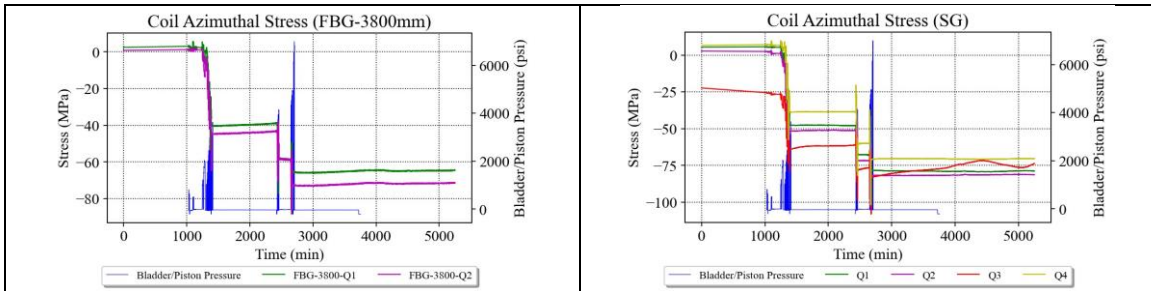 Coil Azimuthal Stress (FBG-3800mm)
0
−20
−40
−60
−80
Stress (MPa)
6000
4000
2000
0
Bladder/Piston Pressure (psi)
0 1000 2000 3000 4000 5000
Time (min)
Bladder/Piston Pressure FBG-3800-Q1 FBG-3800-Q2
Coil Azimuthal Stress (SG)
0
−25
−50
−75
−100
Stress (MPa)
6000
4000
2000
0
Bladder/Piston Pressure (psi)
0 1000 2000 3000 4000 5000
Time (min)
Bladder/Piston Pressure Q1 Q2 Q3 Q4